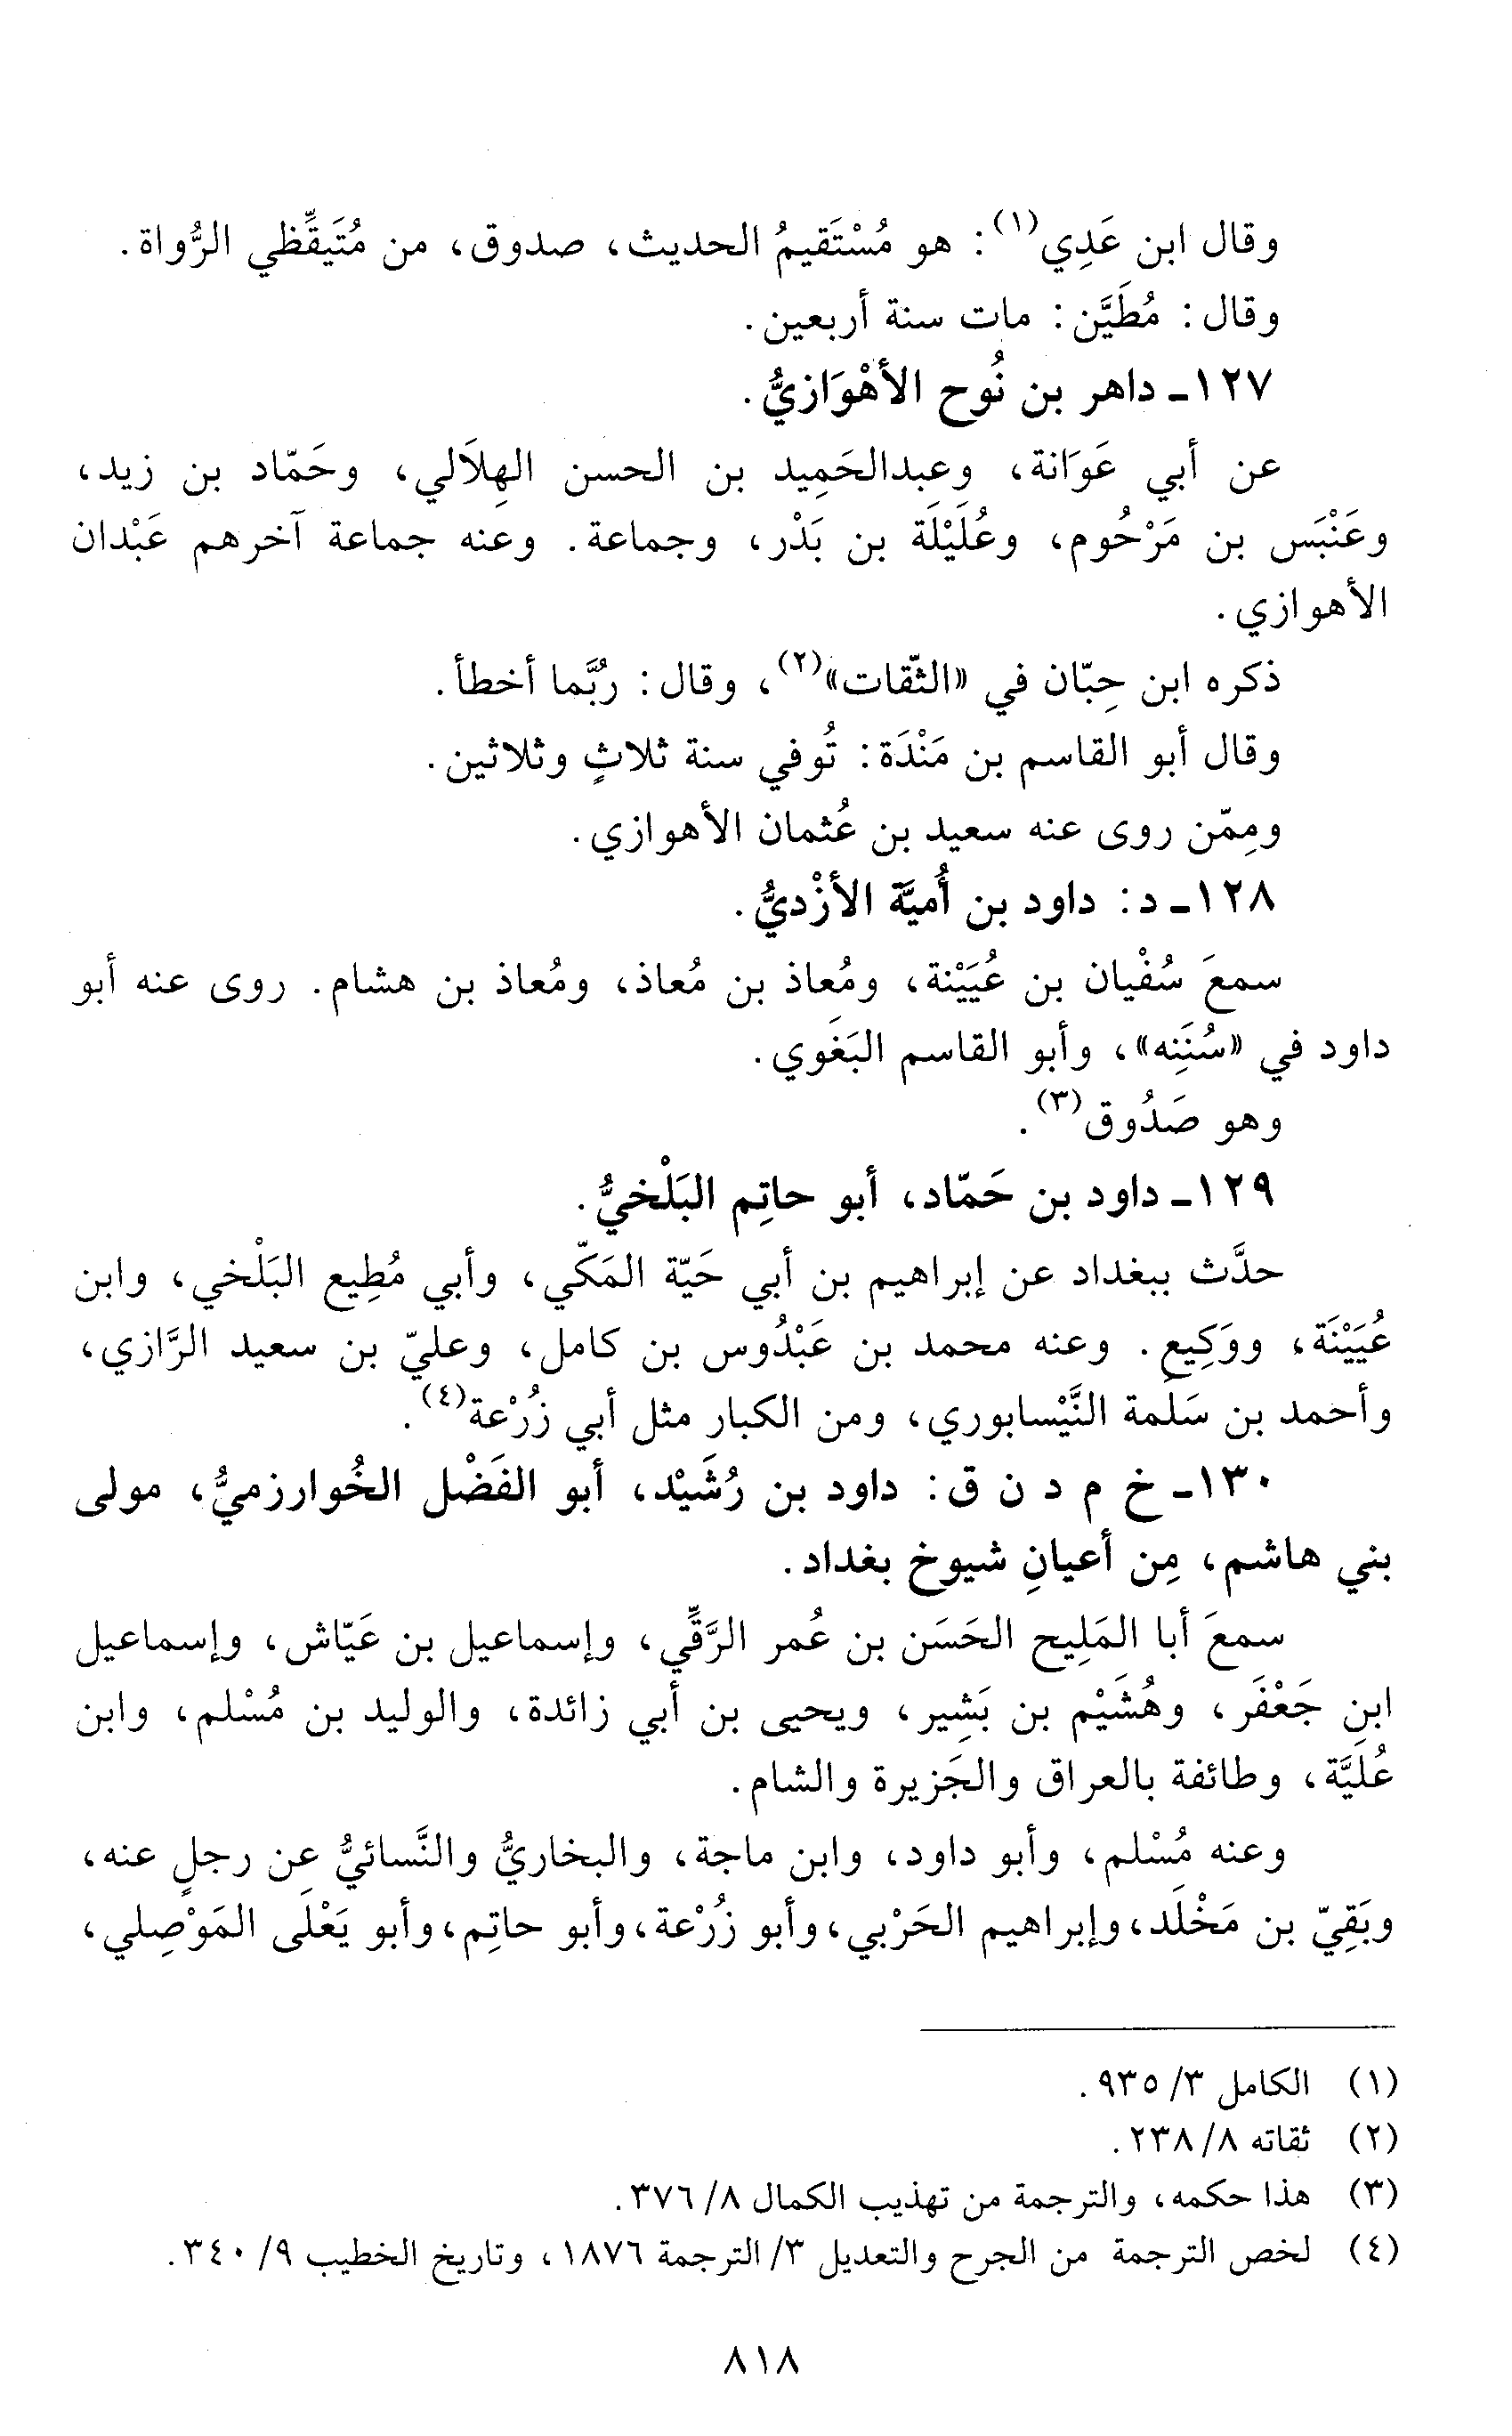 وقال ابن عَدِي(١): هو مُسْتَقيمُ الحديث، صدوق، من مُتَيقِّظي الرُّواة.
وقال: مُطَيَّن: مات سنة أربعين.
١٢٧ـ داهر بن نُوح الأهْوَازيُّ.
عن أبي عَوَانة، وعبدالحَمِيد بن الحسن الهِلاَلي، وحَمّاد بن زيد،
وعَنْبَس بن مَرْحُوم، وعُلَيْلَة بن بَدْر، وجماعة. وعنه جماعة آخرهم عَبْدان
الأهوازي.
ذكره ابن حِبّان في «الثّقات»(٢)، وقال: ربَُّما أخطأ.
وقال أبو القاسم بن مَنْدَة: تُوفي سنة ثلاثٍ وثلاثين.
ومِمّن روى عنه سعيد بن عُثمان الأهوازي.
١٢٨ـ د: داود بن أُميَّة الأزْديُّ.
سمعَ سُفْيان بن عُيَيْنة، ومُعاذ بن مُعاذ، ومُعاذ بن هشام. روى عنه أبو
داود في «سُنَنِه»، وأبو القاسم البَغَوي.
وهو صَدُوق(٣).
١٢٩ـ داود بن حَمّاد، أبو حاتِم البَلْخيُّ.
حدَّث ببغداد عن إبراهيم بن أبي حَيّة المَكّي، وأبي مُطِيع البَلْخي، وابن
عُيَيْنَة، ووَكِيعٍ. وعنه محمد بن عَبْدُوس بن كامل، وعليّ بن سعيد الرَّازي،
وأحمد بن سَلَمة النَّيْسابوري، ومن الكبار مثل أبي زُرْعة(٤).
١٣٠ـ خ م د ن ق: داود بن رُشَيْد، أبو الفَضْل الخُوارزميُّ، مولى
بني هاشم، مِن أعيانِ شيوخ بغداد.
سمعَ أبا المَلِيح الحَسَن بن عُمر الرَّقِّي، وإسماعيل بن عَيّاش، وإسماعيل
ابن جَعْفَر، وهُشَيْم بن بَشِير، ويحيى بن أبي زائدة، والوليد بن مُسْلم، وابن
عُلَيَّة، وطائفة بالعراق والجَزيرة والشام.
وعنه مُسْلم، وأبو داود، وابن ماجة، والبخاريُّ والنَّسائيُّ عن رجلٍ عنه،
وبَقِيّ بن مَخْلَد، وإبراهيم الحَرْبي، وأبو زُرْعة، وأبو حاتِم، وأبو يَعْلَى المَوْصِلي،
(١) الكامل ٣/ ٩٣٥.
(٢) ثقاته ٨/ ٢٣٨.
(٣) هذا حكمه، والترجمة من تهذيب الكمال ٨/ ٣٧٦.
(٤) لخص الترجمة من الجرح والتعديل ٣/ الترجمة ١٨٧٦، وتاريخ الخطيب ٩/ ٣٤٠.
٨١٨